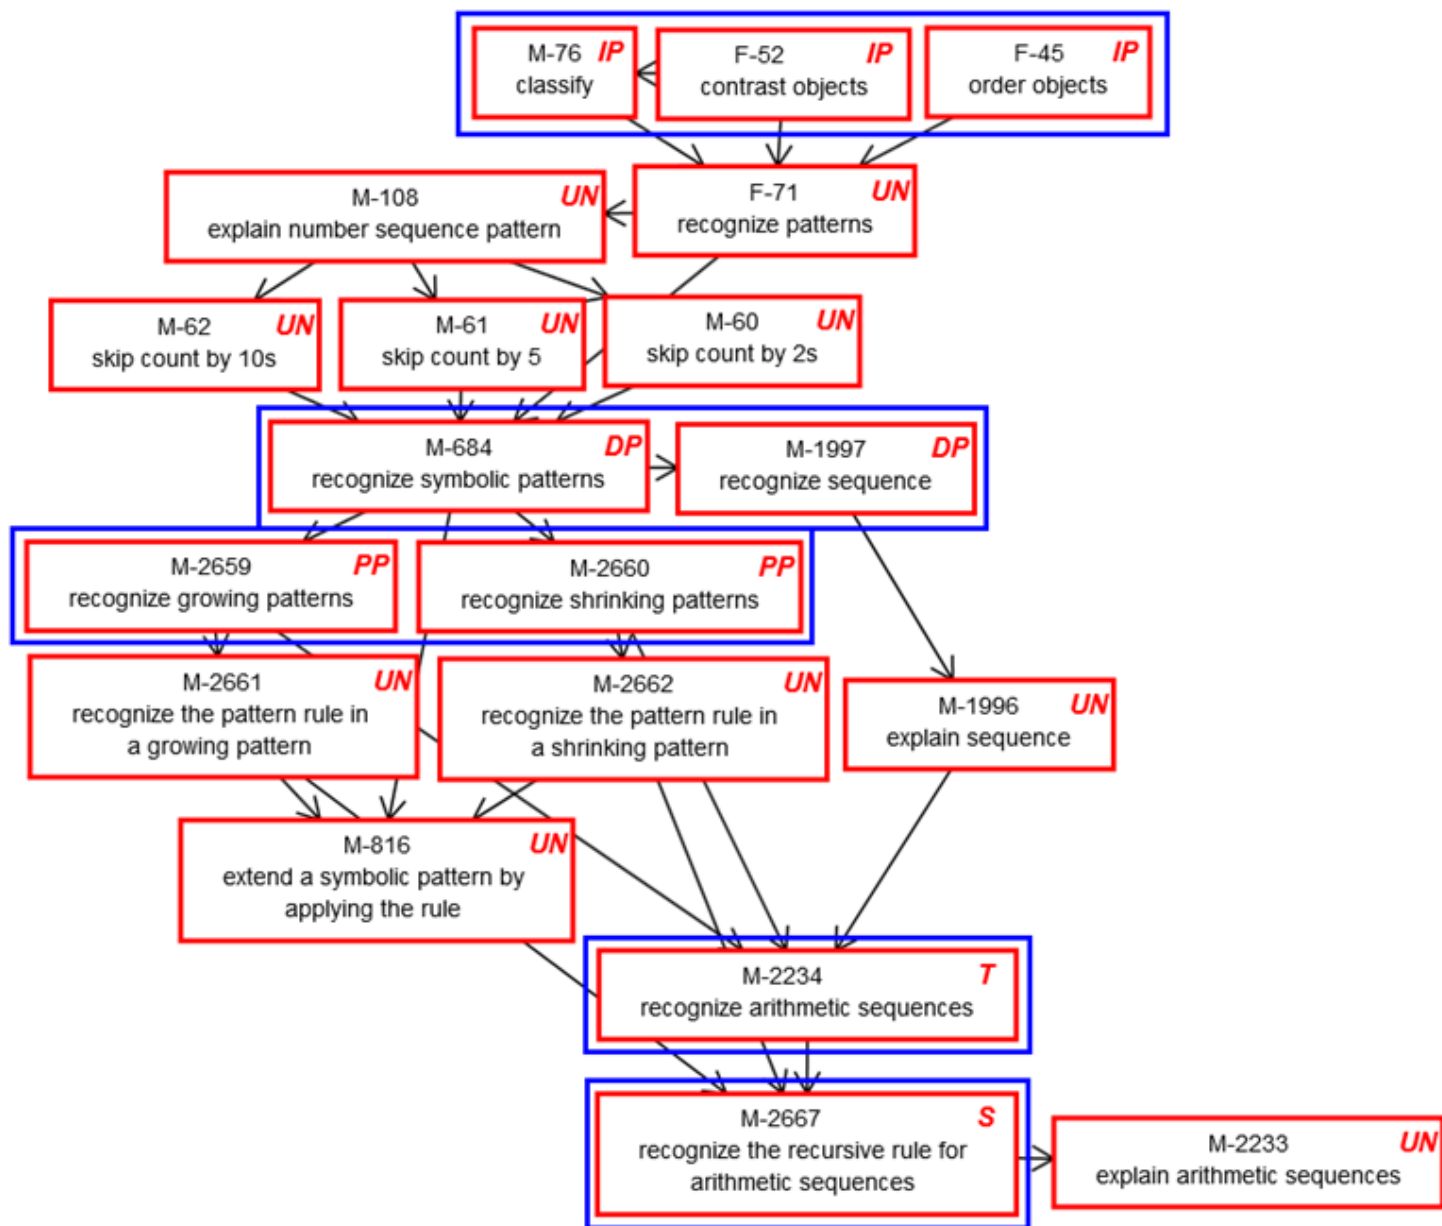 M-76 IP
classify
F-52 IP
contrast objects
F-45 IP
order objects
M-108 UN
explain number sequence pattern
F-71 UN
recognize patterns
M-62 UN
skip count by 10s
M-61 UN
skip count by 5
M-60 UN
skip count by 2s
M-684 DP
recognize symbolic patterns
M-1997 DP
recognize sequence
M-2659 PP
recognize growing patterns
M-2660 PP
recognize shrinking patterns
M-2661 UN
recognize the pattern rule in
a growing pattern
M-2662 UN
recognize the pattern rule in
a shrinking pattern
M-1996 UN
explain sequence
M-816 UN
extend a symbolic pattern by
applying the rule
M-2234 T
recognize arithmetic sequences
M-2667 S
recognize the recursive rule for
arithmetic sequences
M-2233 UN
explain arithmetic sequences